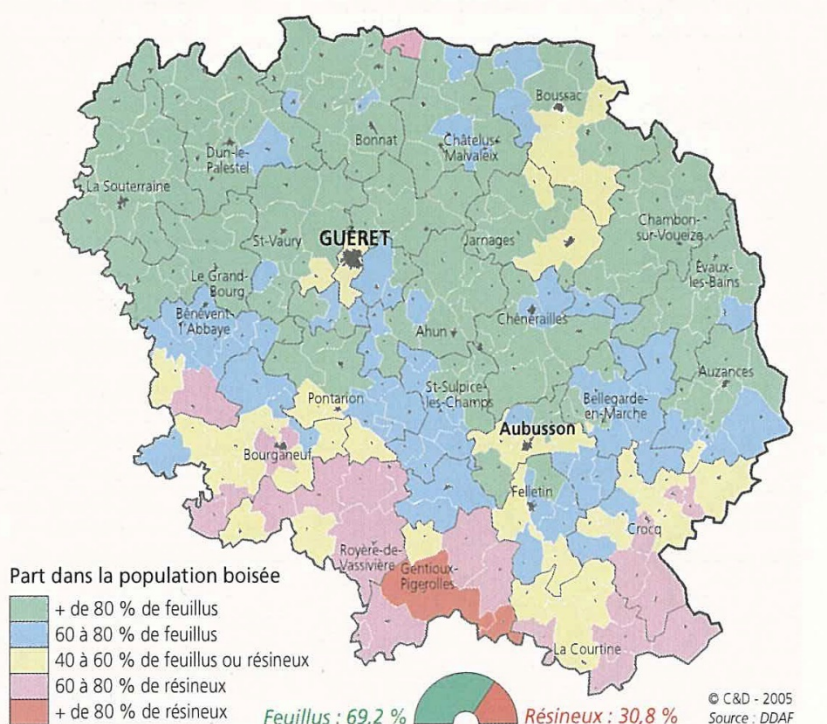 Boussac
Bonnat
Châtelus-
Malvaleix
Dun-le-
Palestel
La Souterraine
Chambon-
sur-Voueize
St-Vaury
GUÉRET
Jarnages
Évaux-
les-Bains
Le Grand-
Bourg
Bénévent-
l'Abbaye
Ahun
Chénérailles
Auzances
Pontarion
St-Sulpice-
les-Champs
Bellegarde-
en-Marche
Aubusson
Bourganeuf
Felletin
Crocq
Royère-de-
Vassivière
Gentioux-
Pigerolles
La Courtine
Part dans la population boisée
+ de 80 % de feuillus
60 à 80 % de feuillus
40 à 60 % de feuillus ou résineux
60 à 80 % de résineux
+ de 80 % de résineux
Feuillus : 69,2 %
Résineux : 30,8 %
© C&D - 2005
Source : DDAF